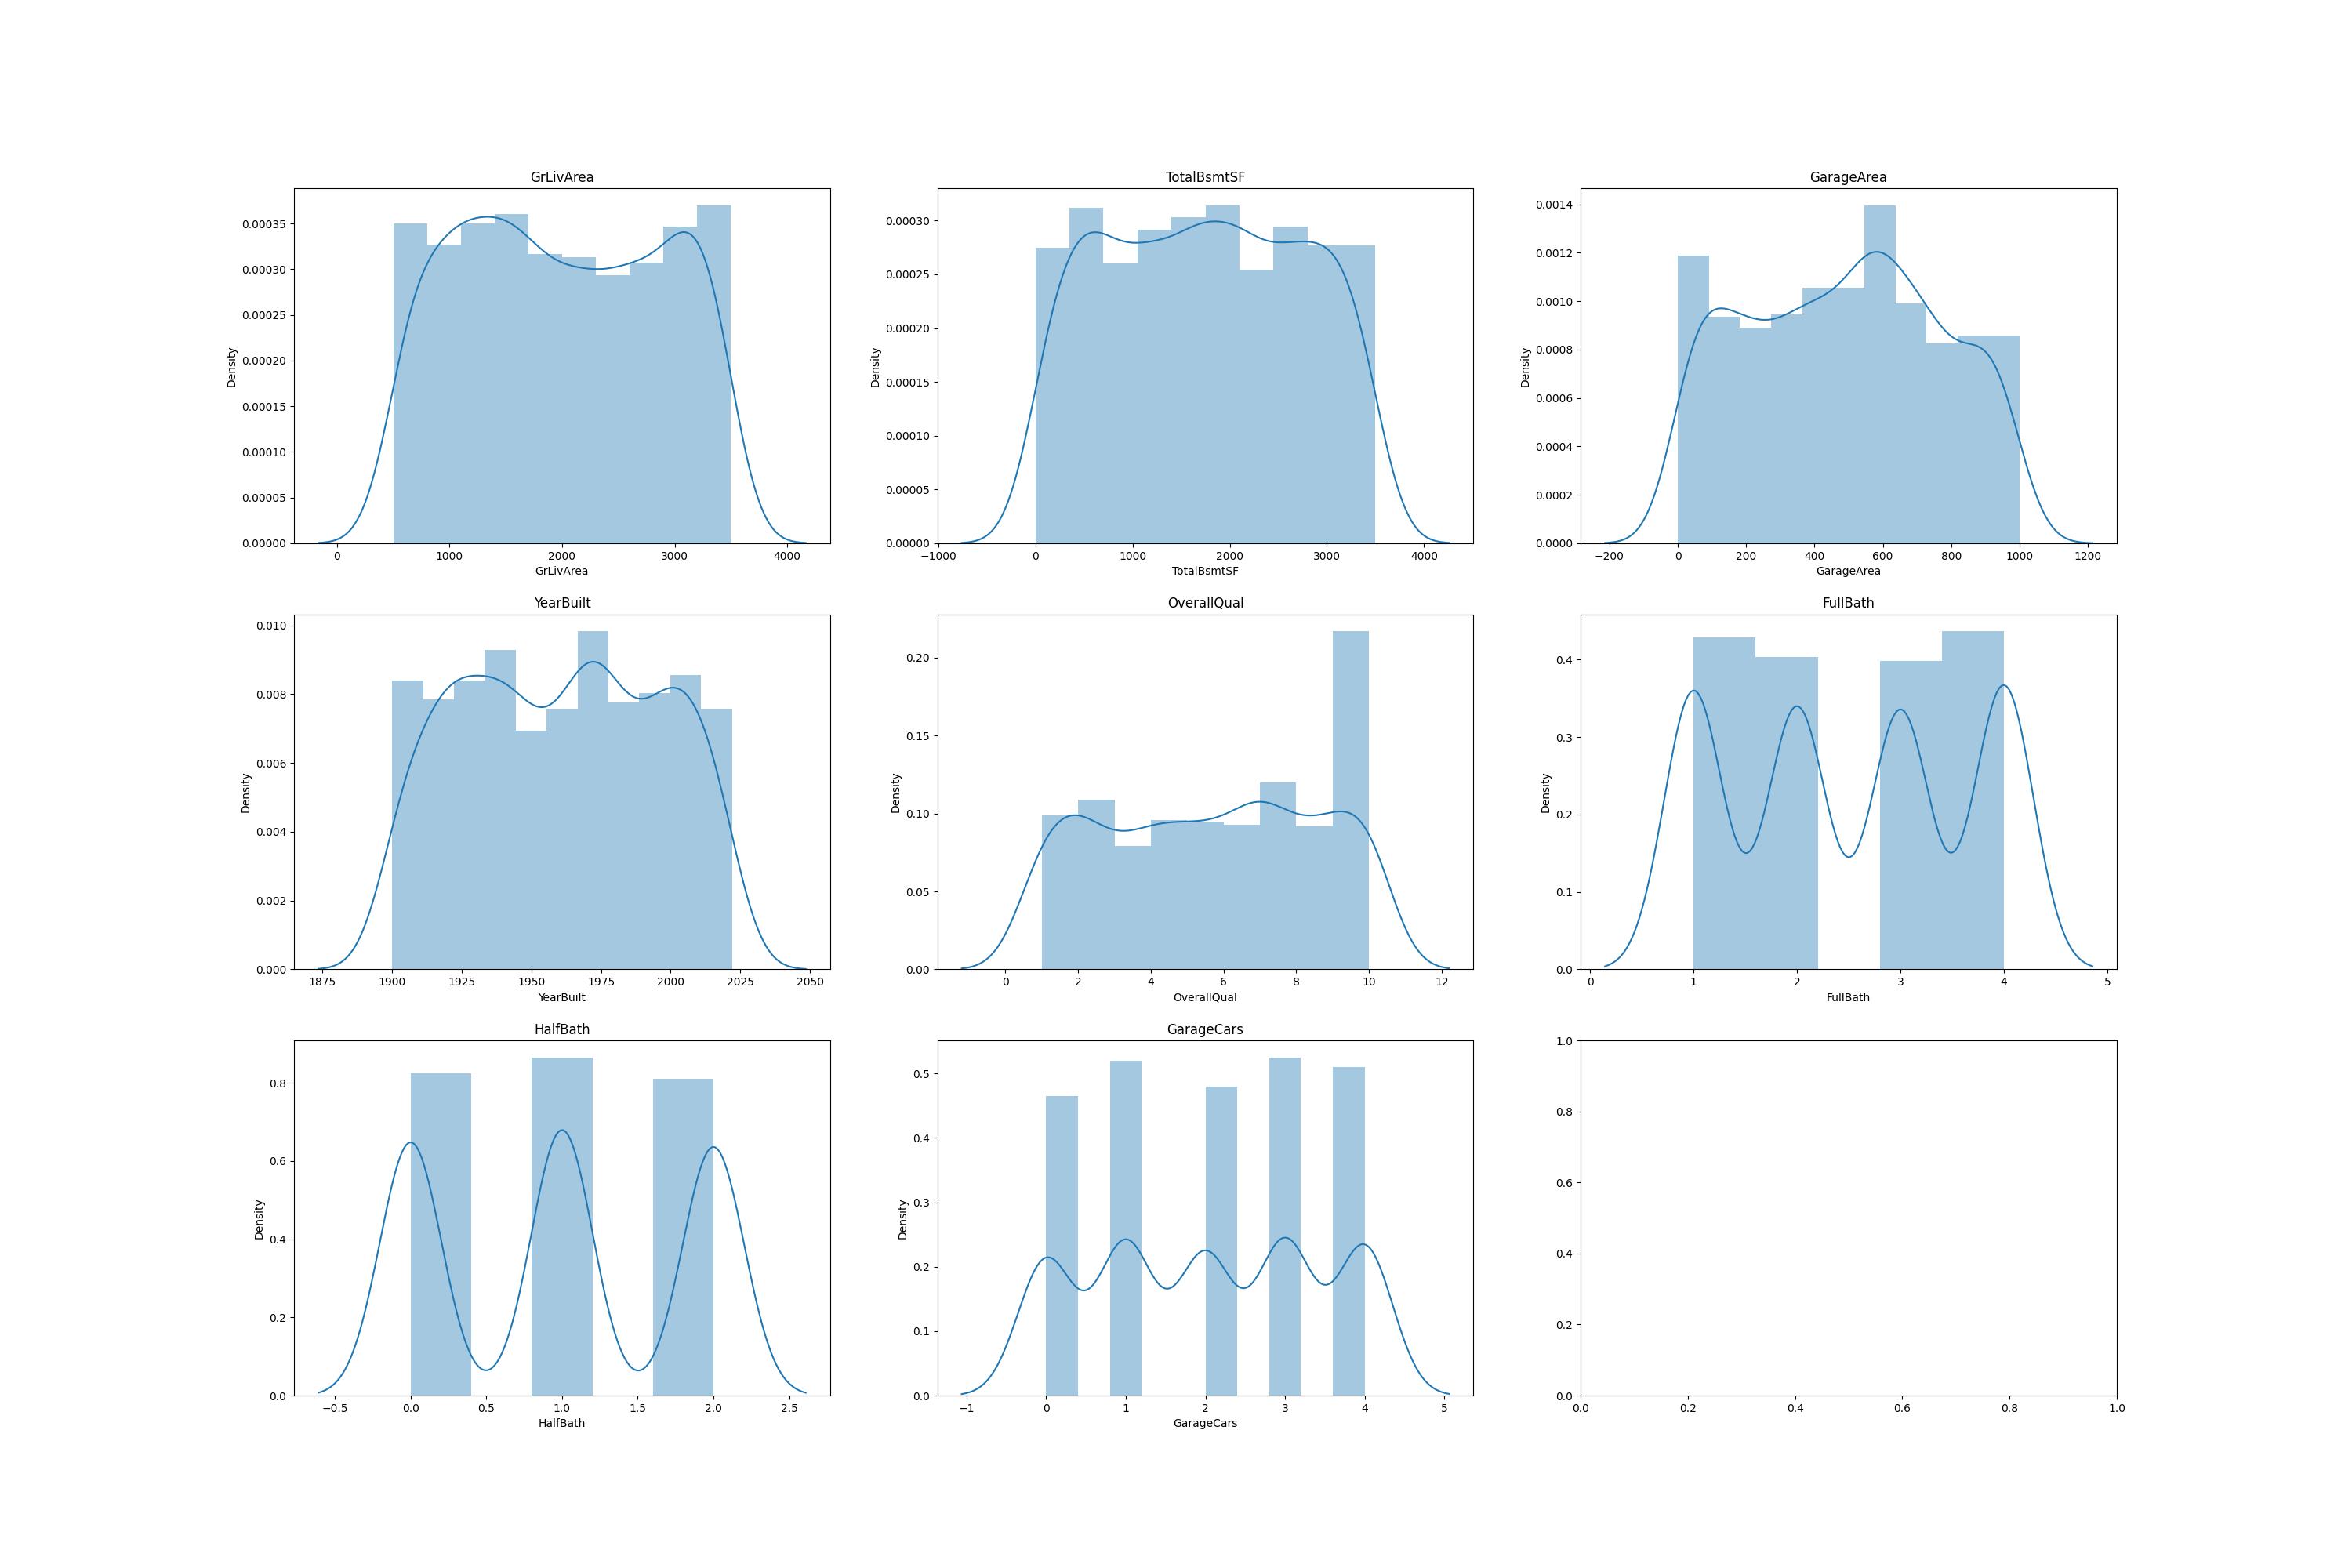 GrLivArea
0.00035
0.00030
0.00025
0.00020
0.00015
0.00010
0.00005
0.00000
Density
0 1000 2000 3000 4000
GrLivArea
TotalBsmtSF
0.00030
0.00025
0.00020
0.00015
0.00010
0.00005
0.00000
Density
−1000 0 1000 2000 3000 4000
TotalBsmtSF
GarageArea
0.0014
0.0012
0.0010
0.0008
0.0006
0.0004
0.0002
0.0000
Density
−200 0 200 400 600 800 1000 1200
GarageArea
YearBuilt
0.010
0.008
0.006
0.004
0.002
0.000
Density
1875 1900 1925 1950 1975 2000 2025 2050
YearBuilt
OverallQual
0.20
0.15
0.10
0.05
0.00
Density
0 2 4 6 8 10 12
OverallQual
FullBath
0.4
0.3
0.2
0.1
0.0
Density
0 1 2 3 4 5
FullBath
HalfBath
0.8
0.6
0.4
0.2
0.0
Density
−0.5 0.0 0.5 1.0 1.5 2.0 2.5
HalfBath
GarageCars
0.5
0.4
0.3
0.2
0.1
0.0
Density
−1 0 1 2 3 4 5
GarageCars
1.0
0.8
0.6
0.4
0.2
0.0
0.0 0.2 0.4 0.6 0.8 1.0